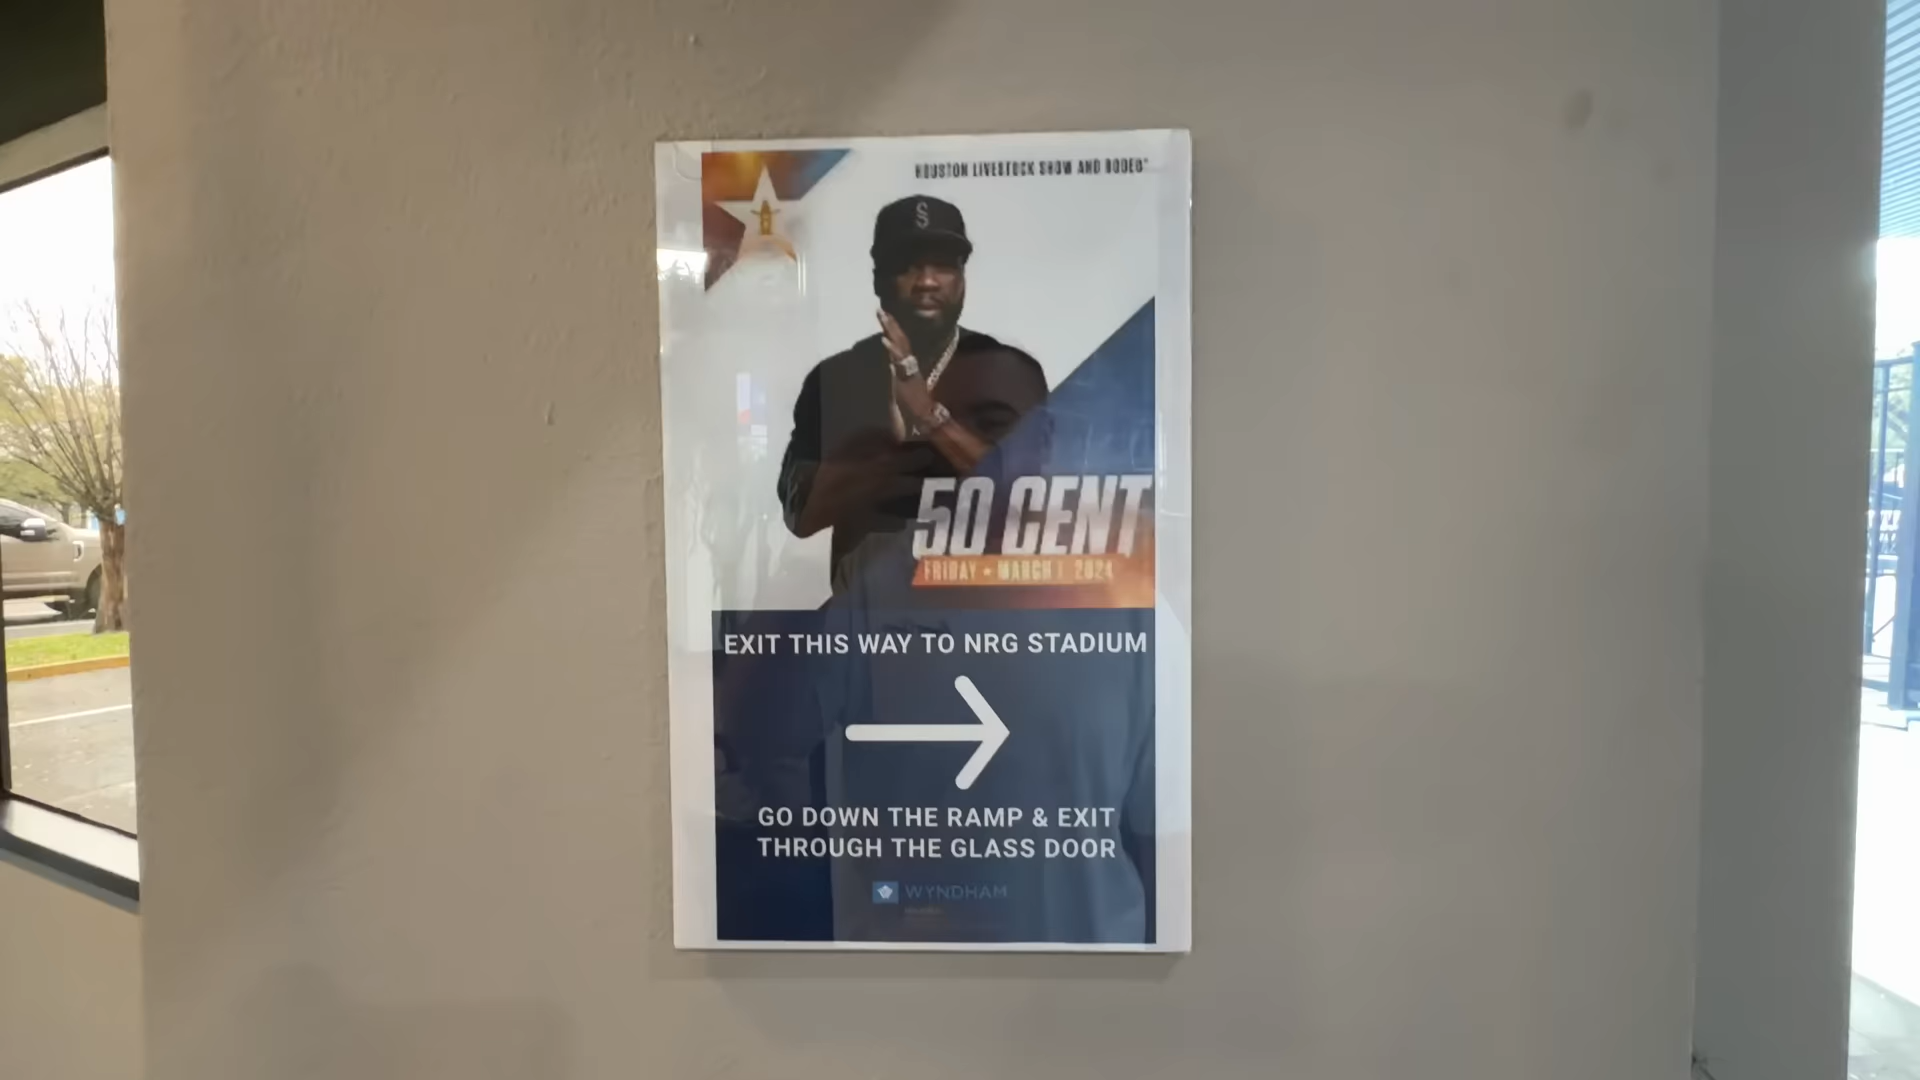 HOUSTON LIVESTOCK SHOW AND RODEO
50 CENT
FRIDAY • MARCH 1 2024
EXIT THIS WAY TO NRG STADIUM
GO DOWN THE RAMP & EXIT
THROUGH THE GLASS DOOR
WYNDHAM